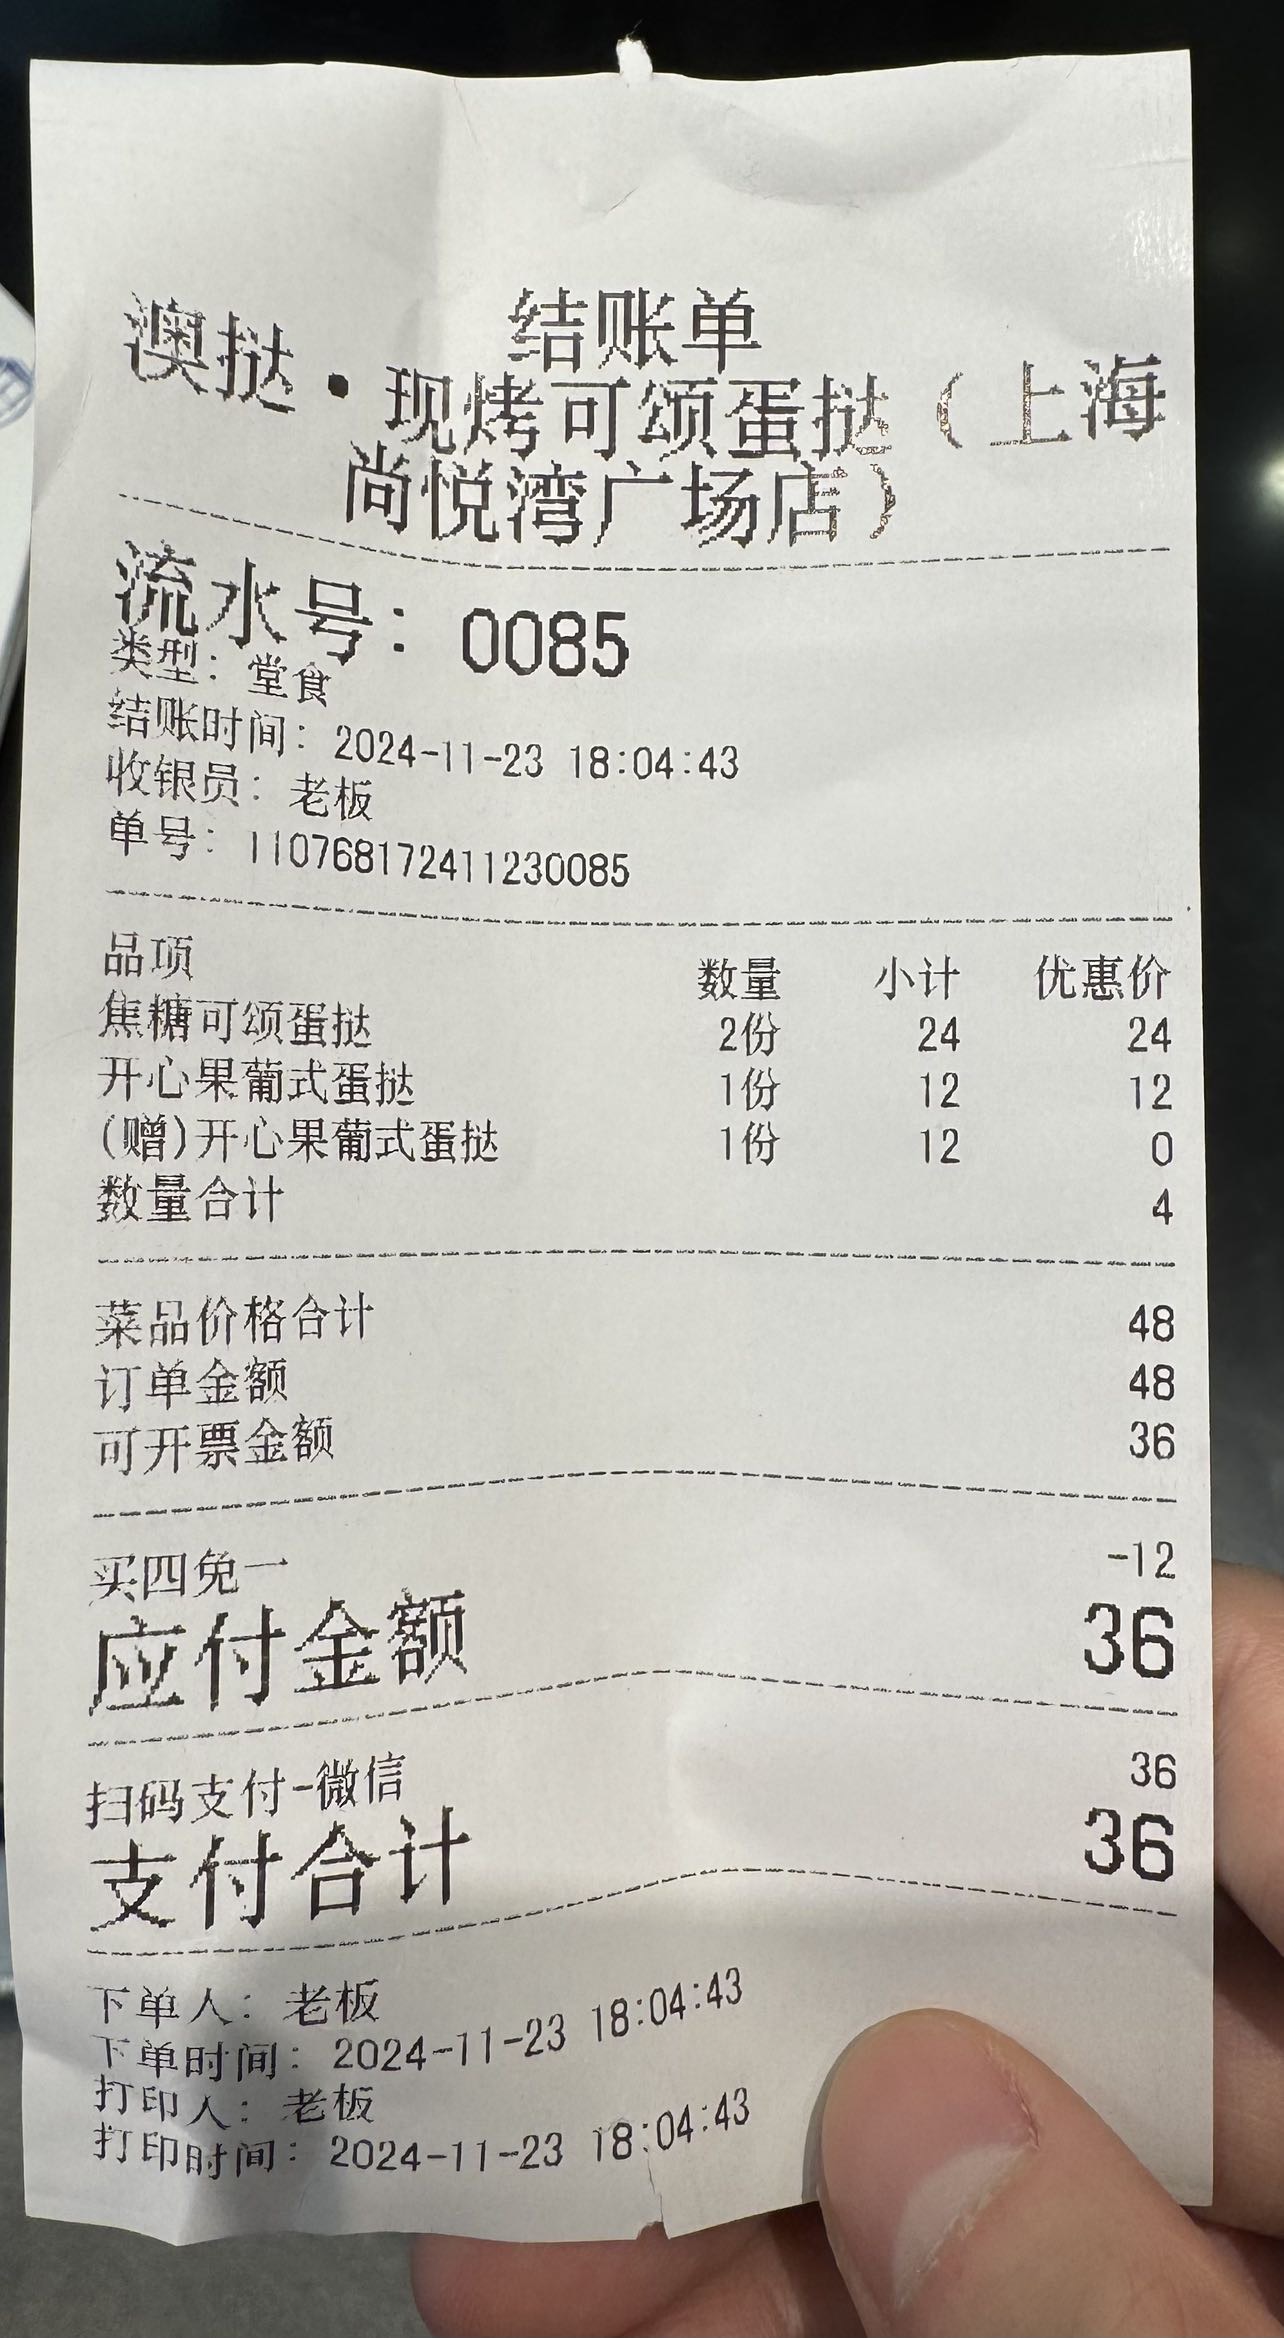 结账单
澳挞·现烤可颂蛋挞（上海
尚悦湾广场店）
流水号：0085
类型：堂食
结账时间：2024-11-23 18:04:43
收银员：老板
单号：110768172411230085
品项 数量 小计 优惠价
焦糖可颂蛋挞 2份 24 24
开心果葡式蛋挞 1份 12 12
(赠)开心果葡式蛋挞 1份 12 0
数量合计 4
菜品价格合计 48
订单金额 48
可开票金额 36
买四免一 -12
应付金额 36
扫码支付-微信 36
支付合计 36
下单人：老板
下单时间：2024-11-23 18:04:43
打印人：老板
打印时间：2024-11-23 18:04:43